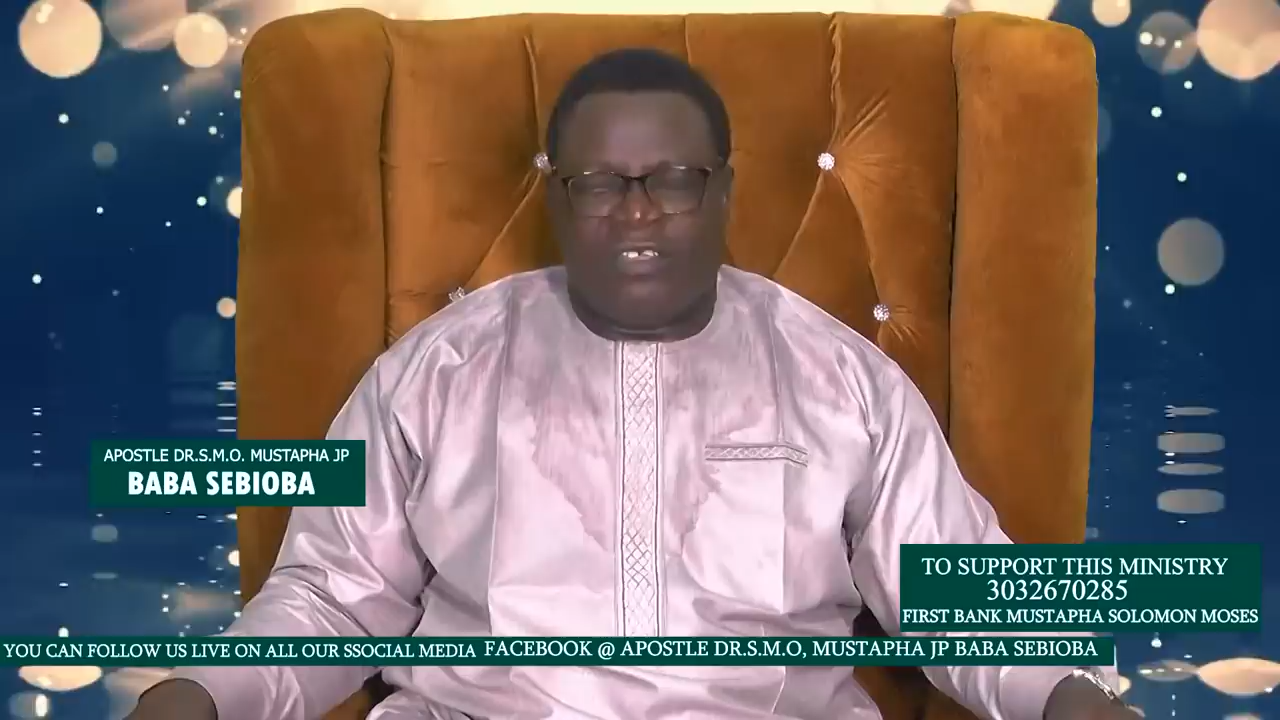 APOSTLE DR.S.M.O. MUSTAPHA JP
BABA SEBIOBA
TO SUPPORT THIS MINISTRY
3032670285
FIRST BANK MUSTAPHA SOLOMON MOSES
YOU CAN FOLLOW US LIVE ON ALL OUR SSOCIAL MEDIA FACEBOOK @ APOSTLE DR.S.M.O, MUSTAPHA JP BABA SEBIOBA